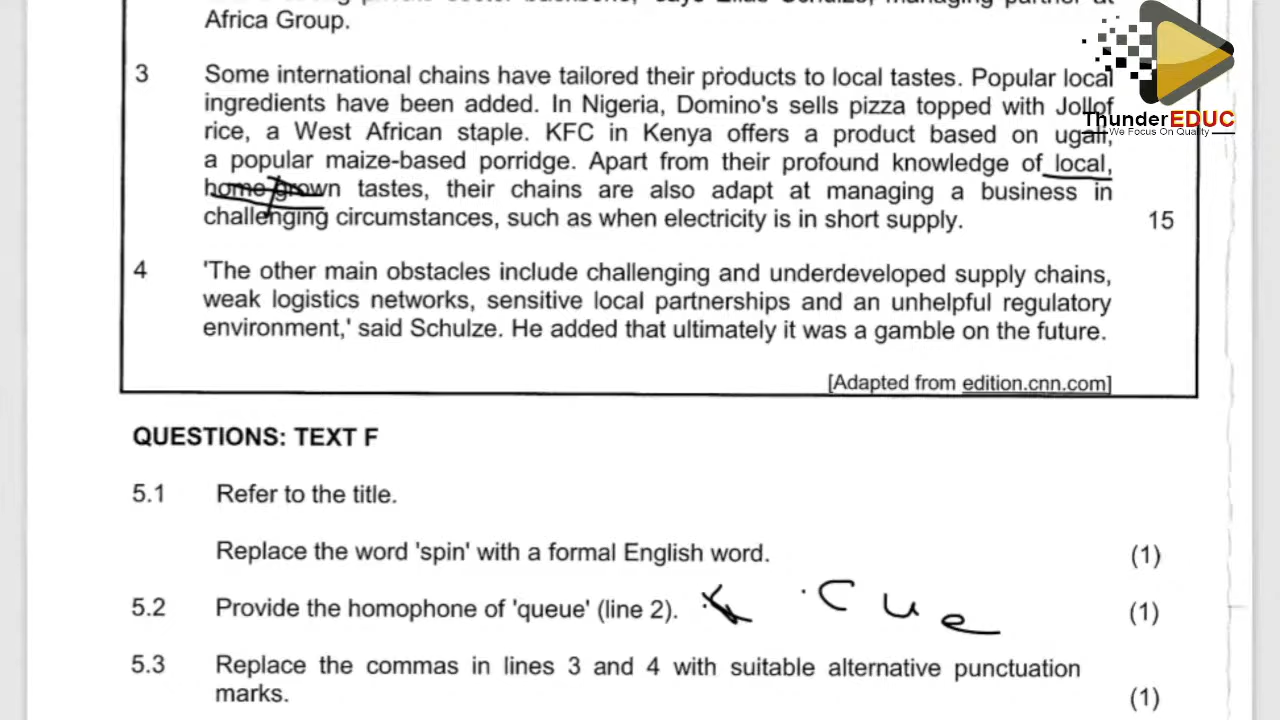 Africa Group.
3 Some international chains have tailored their products to local tastes. Popular local
ingredients have been added. In Nigeria, Domino's sells pizza topped with Jollof
rice, a West African staple. KFC in Kenya offers a product based on ugali,
a popular maize-based porridge. Apart from their profound knowledge of local,
home-grown tastes, their chains are also adapt at managing a business in
challenging circumstances, such as when electricity is in short supply. 15
4 'The other main obstacles include challenging and underdeveloped supply chains,
weak logistics networks, sensitive local partnerships and an unhelpful regulatory
environment,' said Schulze. He added that ultimately it was a gamble on the future.
[Adapted from edition.cnn.com]
QUESTIONS: TEXT F
5.1 Refer to the title.
Replace the word 'spin' with a formal English word. (1)
5.2 Provide the homophone of 'queue' (line 2). cue (1)
5.3 Replace the commas in lines 3 and 4 with suitable alternative punctuation
marks. (1)
ThunderEDUC
We Focus On Quality